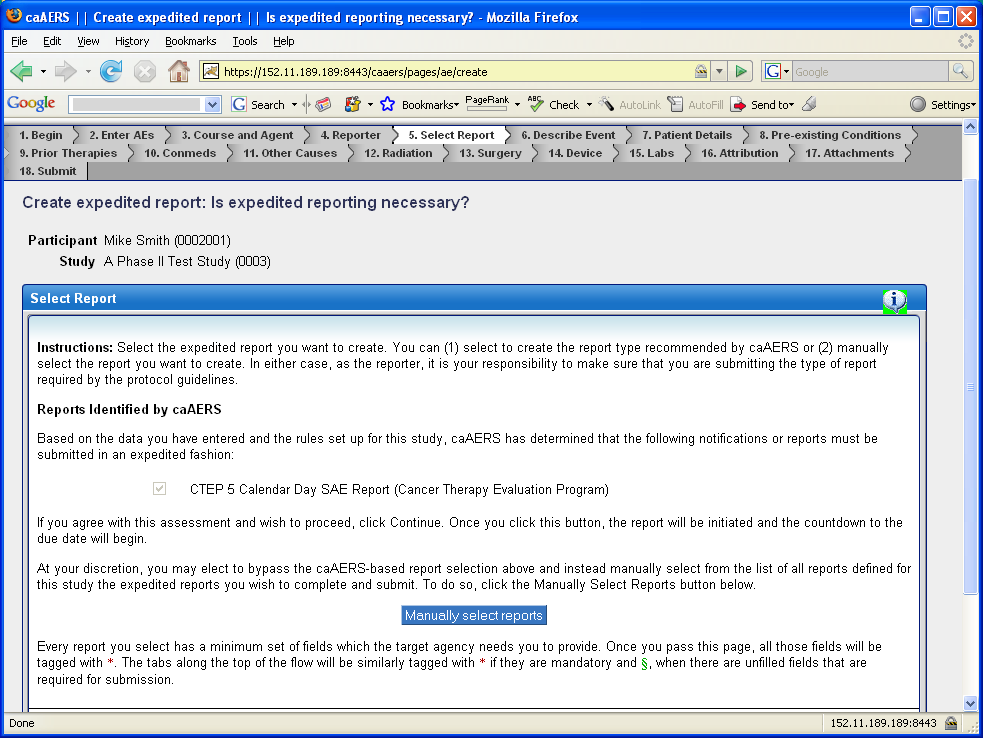 caAERS || Create expedited report || Is expedited reporting necessary? - Mozilla Firefox
File Edit View History Bookmarks Tools Help
https://152.11.189.189:8443/caaers/pages/ae/create
G Google
Google G Search Bookmarks PageRank ABC Check AutoLink AutoFill Send to Settings
1. Begin 2. Enter AEs 3. Course and Agent 4. Reporter 5. Select Report 6. Describe Event 7. Patient Details 8. Pre-existing Conditions
9. Prior Therapies 10. Conmeds 11. Other Causes 12. Radiation 13. Surgery 14. Device 15. Labs 16. Attribution 17. Attachments
18. Submit
Create expedited report: Is expedited reporting necessary?
Participant Mike Smith (0002001)
Study A Phase II Test Study (0003)
Select Report
Instructions: Select the expedited report you want to create. You can (1) select to create the report type recommended by caAERS or (2) manually
select the report you want to create. In either case, as the reporter, it is your responsibility to make sure that you are submitting the type of report
required by the protocol guidelines.
Reports Identified by caAERS
Based on the data you have entered and the rules set up for this study, caAERS has determined that the following notifications or reports must be
submitted in an expedited fashion:
CTEP 5 Calendar Day SAE Report (Cancer Therapy Evaluation Program)
If you agree with this assessment and wish to proceed, click Continue. Once you click this button, the report will be initiated and the countdown to the
due date will begin.
At your discretion, you may elect to bypass the caAERS-based report selection above and instead manually select from the list of all reports defined for
this study the expedited reports you wish to complete and submit. To do so, click the Manually Select Reports button below.
Manually select reports
Every report you select has a minimum set of fields which the target agency needs you to provide. Once you pass this page, all those fields will be
tagged with *. The tabs along the top of the flow will be similarly tagged with * if they are mandatory and §, when there are unfilled fields that are
required for submission.
Done 152.11.189.189:8443